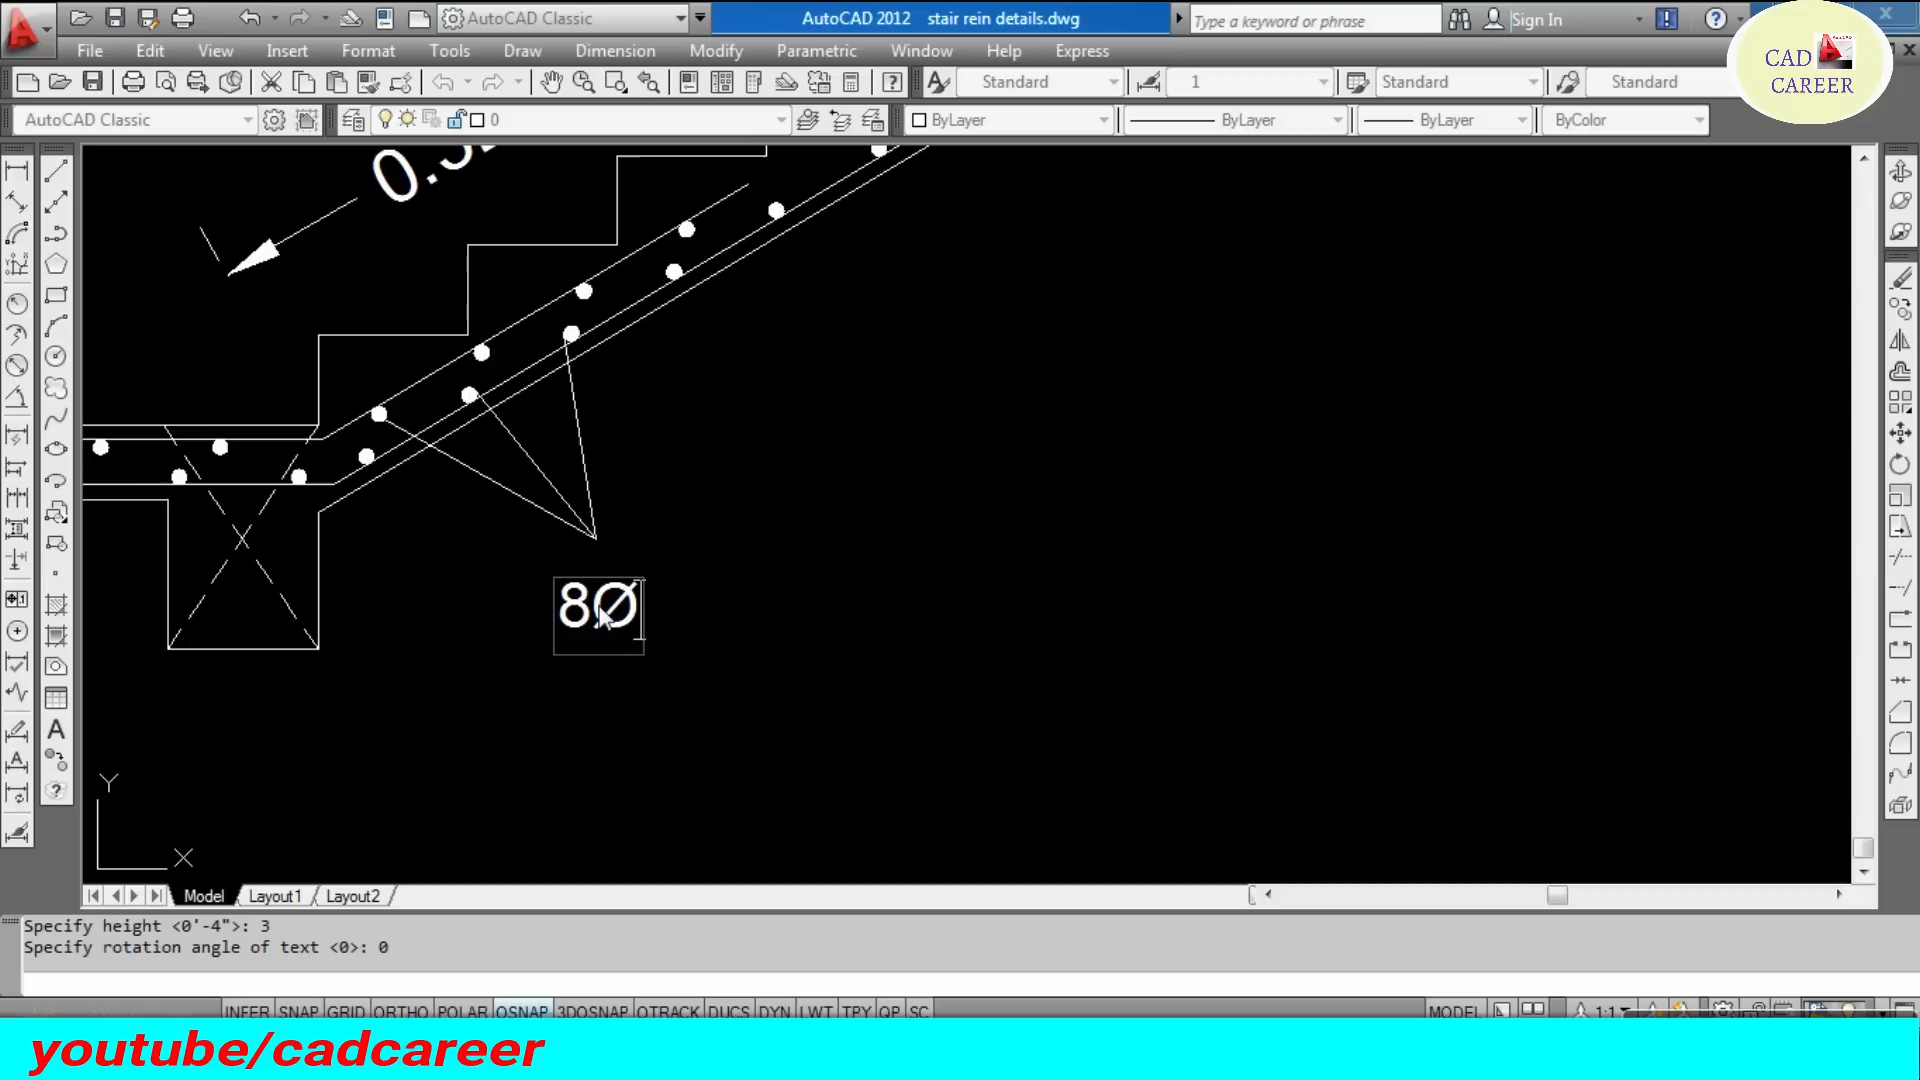 AutoCAD Classic
AutoCAD 2012 stair rein details.dwg
Type a keyword or phrase
Sign In
File Edit View Insert Format Tools Draw Dimension Modify Parametric Window Help Express
CAD
CAREER
Standard 1 Standard Standard
AutoCAD Classic 0 ByLayer ByLayer ByLayer ByColor
8Ø
Y
X
Model Layout1 Layout2
Specify height <0'-4">: 3
Specify rotation angle of text <0>: 0
INFER SNAP GRID ORTHO POLAR OSNAP 3DOSNAP OTRACK DUCS DYN LWT TPY QP SC MODEL 1:1
youtube/cadcareer